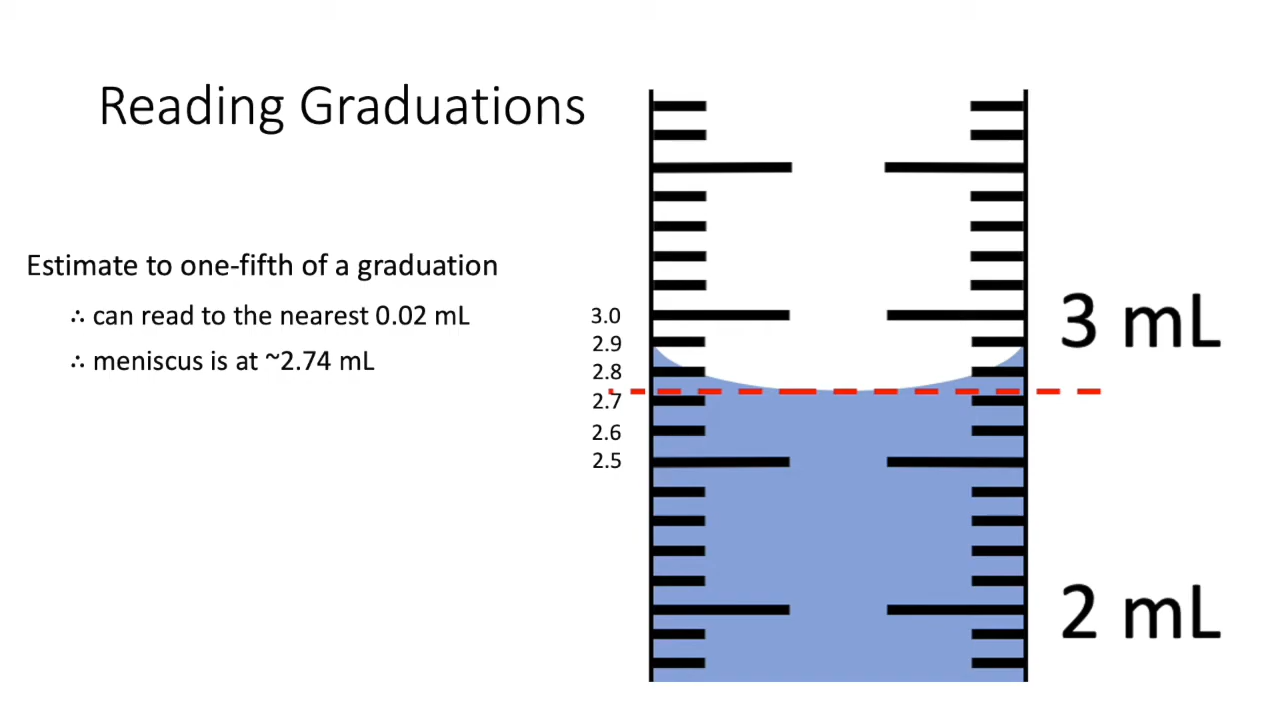 Reading Graduations
Estimate to one-fifth of a graduation
∴ can read to the nearest 0.02 mL
∴ meniscus is at ~2.74 mL
3.0
2.9
2.8
2.7
2.6
2.5
3 mL
2 mL